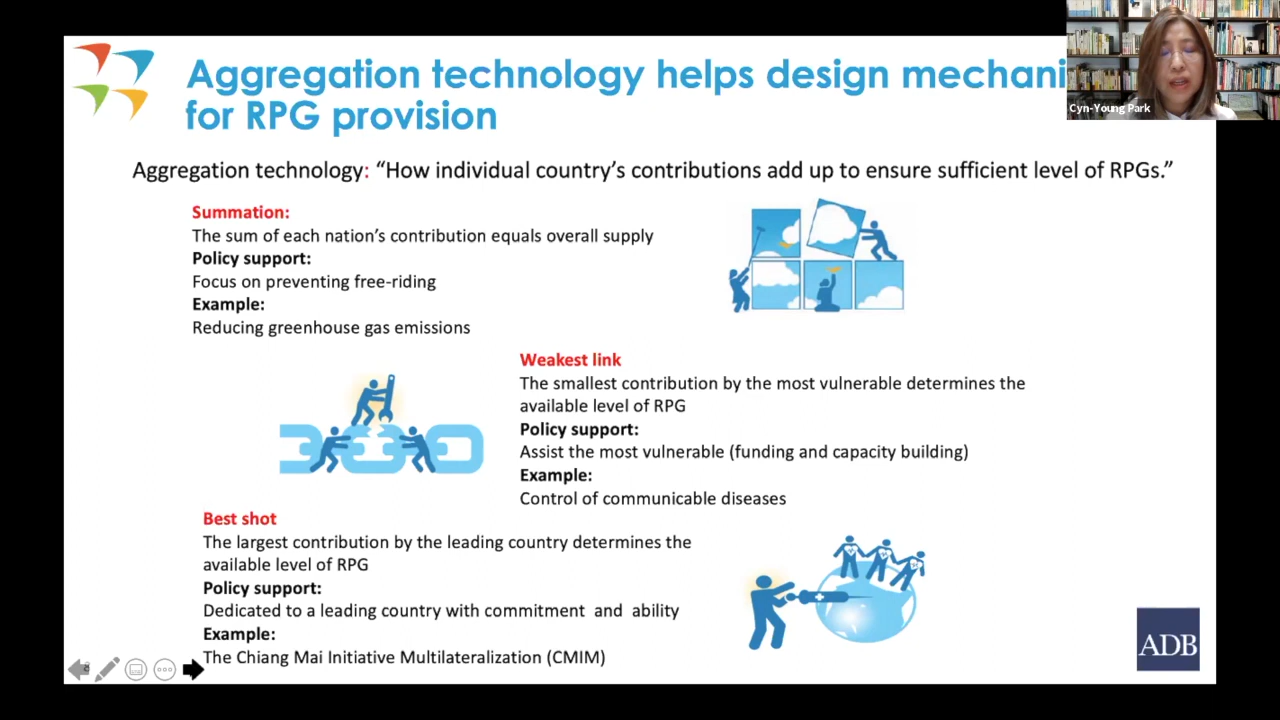 Aggregation technology helps design mechani
for RPG provision
Cyn-Young Park
Aggregation technology: “How individual country’s contributions add up to ensure sufficient level of RPGs.”
Summation:
The sum of each nation’s contribution equals overall supply
Policy support:
Focus on preventing free-riding
Example:
Reducing greenhouse gas emissions
Weakest link
The smallest contribution by the most vulnerable determines the
available level of RPG
Policy support:
Assist the most vulnerable (funding and capacity building)
Example:
Control of communicable diseases
Best shot
The largest contribution by the leading country determines the
available level of RPG
Policy support:
Dedicated to a leading country with commitment and ability
Example:
The Chiang Mai Initiative Multilateralization (CMIM)
ADB